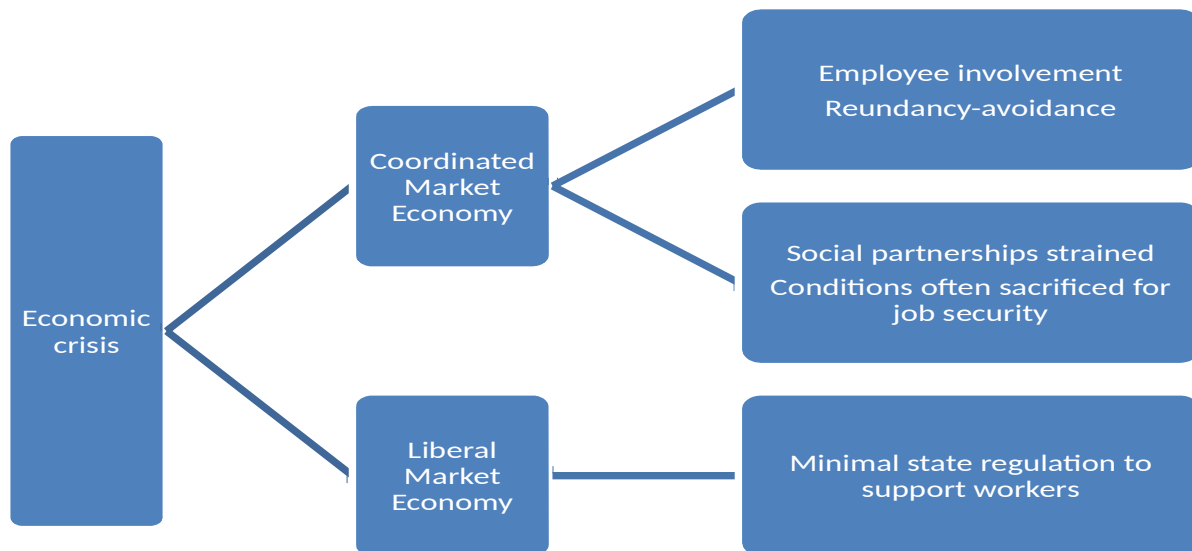 Economic
crisis
Coordinated
Market
Economy
Employee involvement
Reundancy-avoidance
Social partnerships strained
Conditions often sacrificed for
job security
Liberal
Market
Economy
Minimal state regulation to
support workers